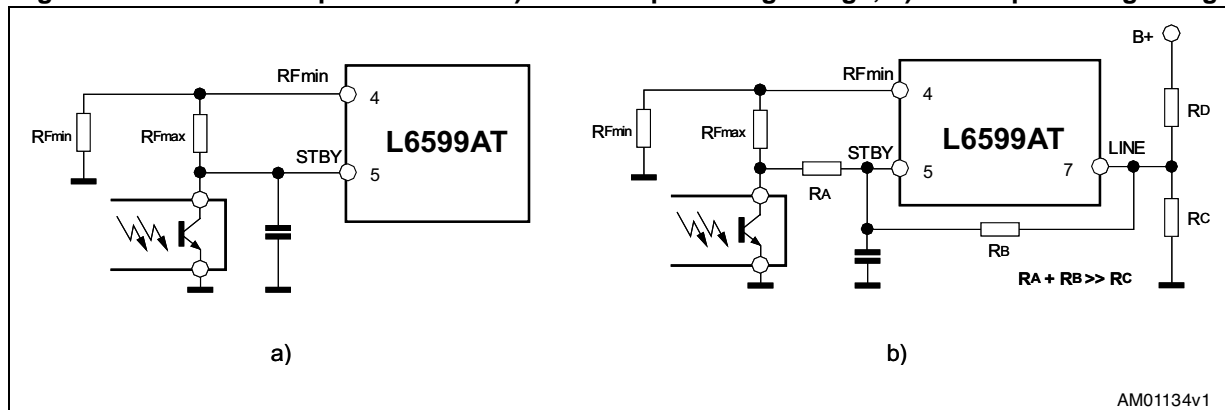 RFmin
4
RFmin
RFmax
L6599AT
STBY
5
a)
RFmin
4
RFmin
RFmax
L6599AT
STBY
5
RA
7
LINE
B+
RD
RC
RB
RA + RB >> RC
b)
AM01134v1